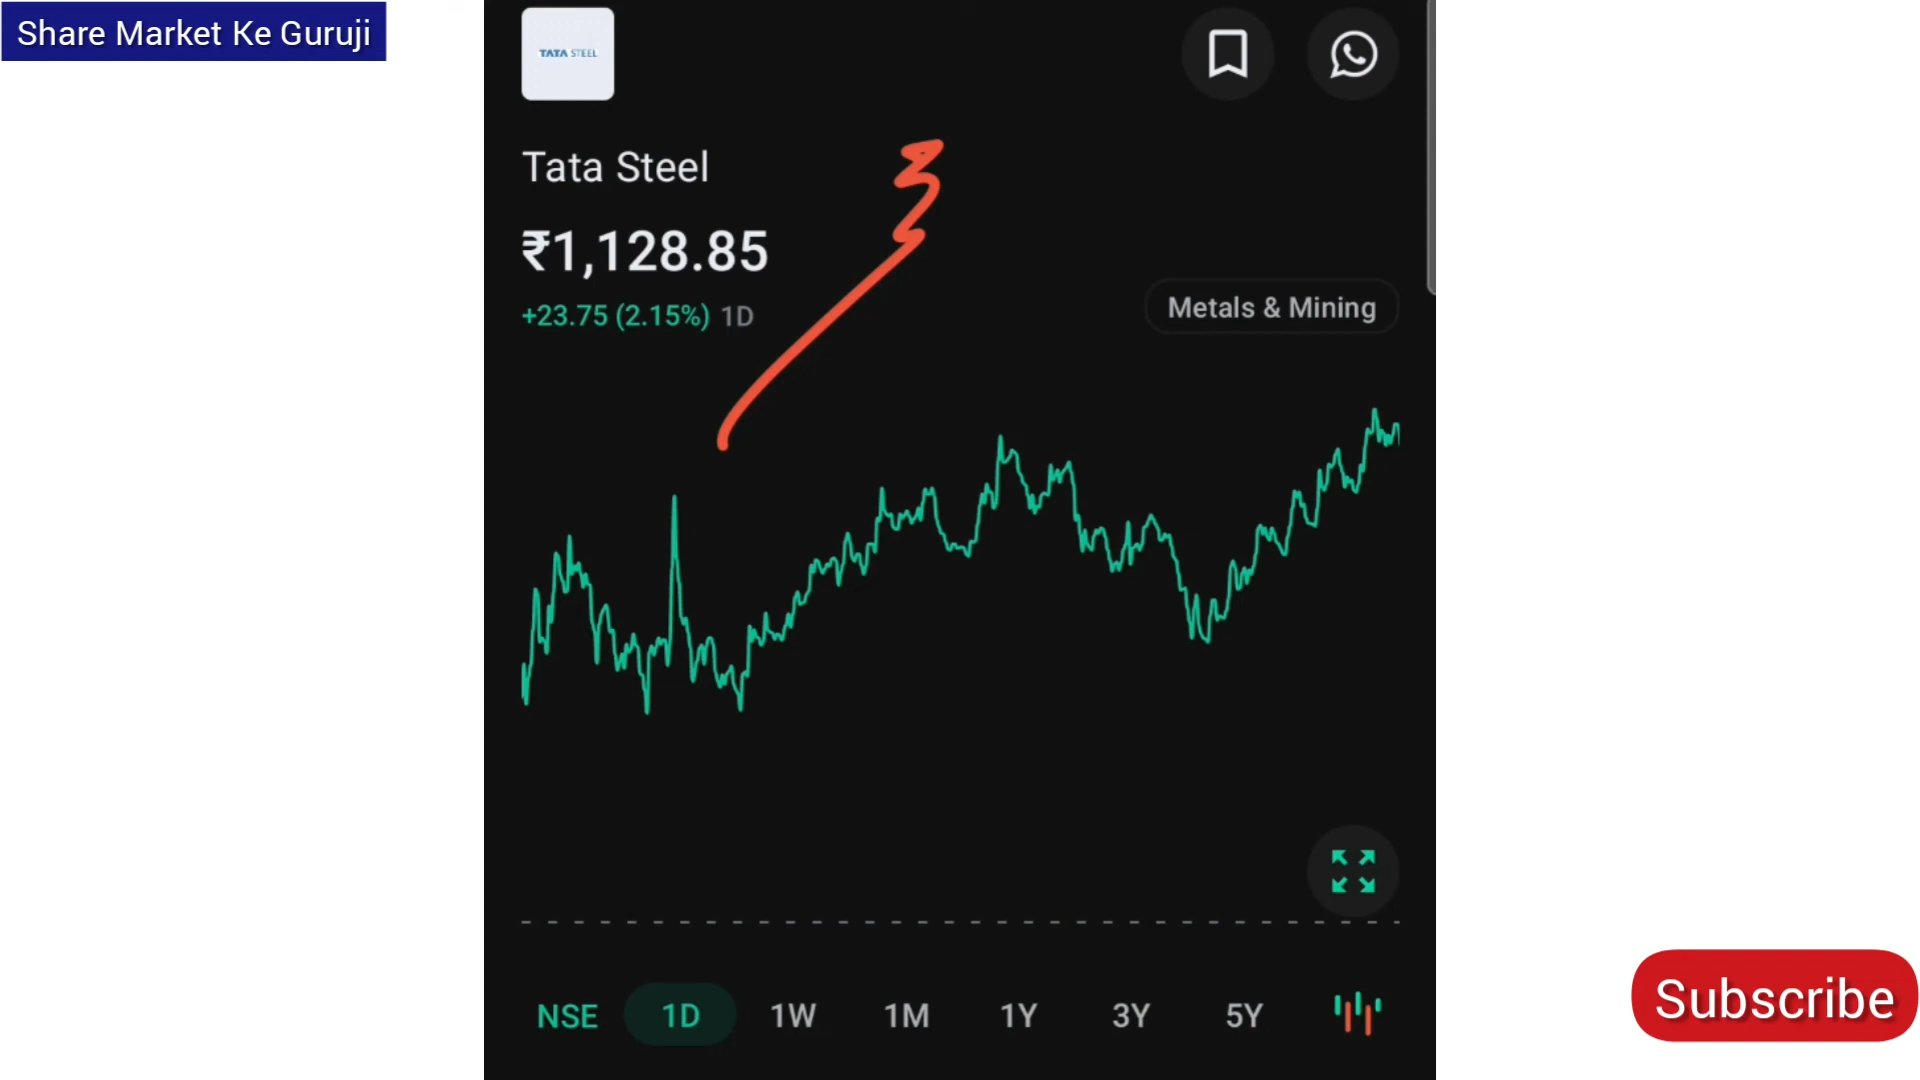 Share Market Ke Guruji
TATA STEEL
Tata Steel
₹1,128.85
+23.75 (2.15%) 1D
Metals & Mining
NSE 1D 1W 1M 1Y 3Y 5Y
Subscribe